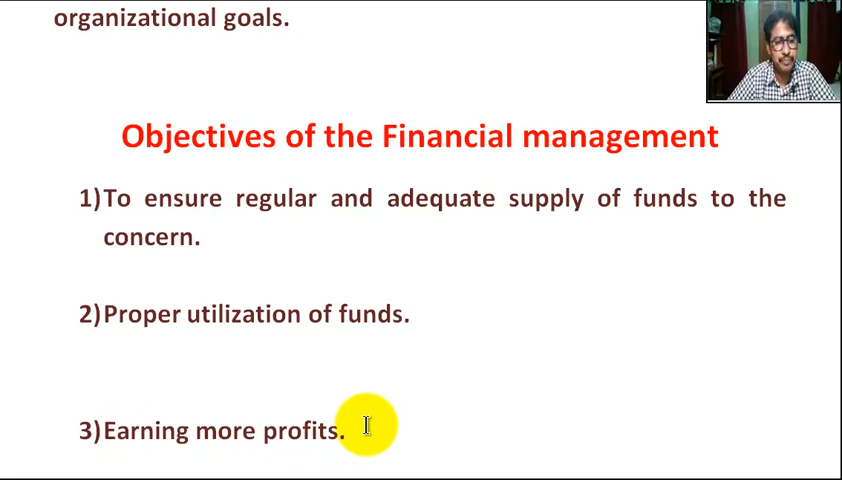 organizational goals.
Objectives of the Financial management
1) To ensure regular and adequate supply of funds to the
concern.
2) Proper utilization of funds.
3) Earning more profits.